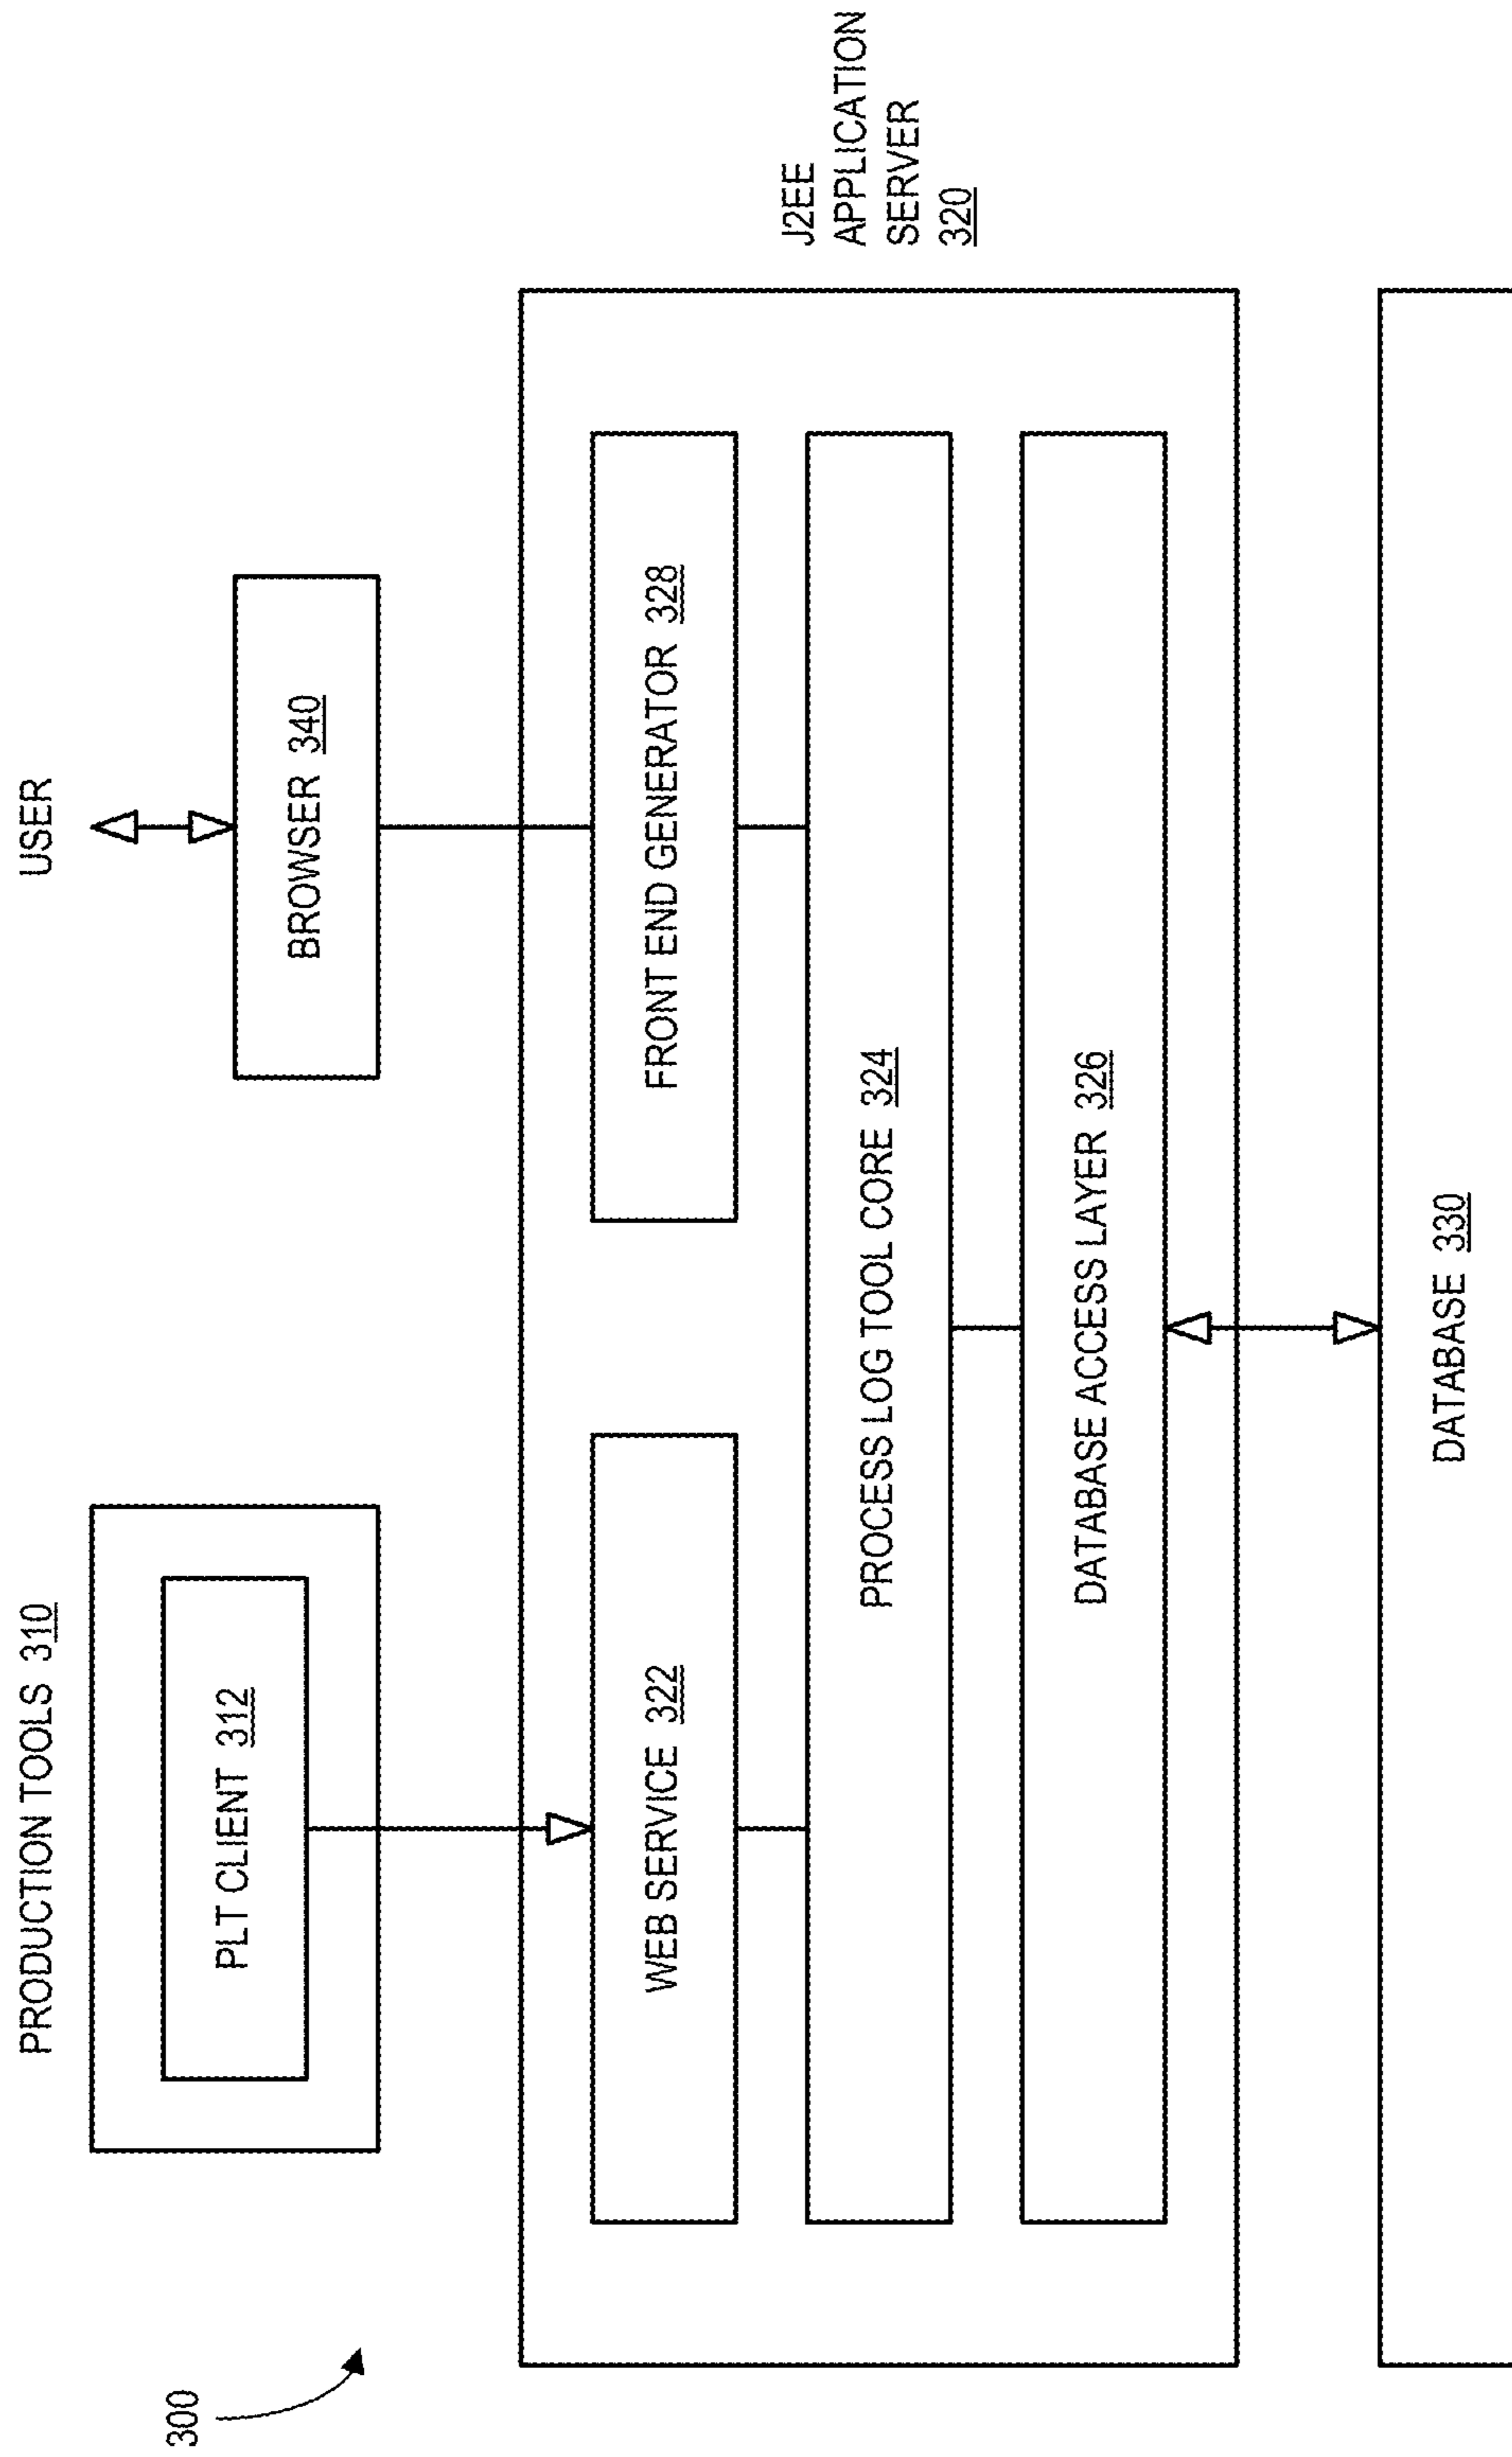 PRODUCTION TOOLS 310
USER
PLT CLIENT 312
BROWSER 340
300
WEB SERVICE 322
FRONT END GENERATOR 328
J2EE
APPLICATION
SERVER
320
PROCESS LOG TOOL CORE 324
DATABASE ACCESS LAYER 326
DATABASE 330